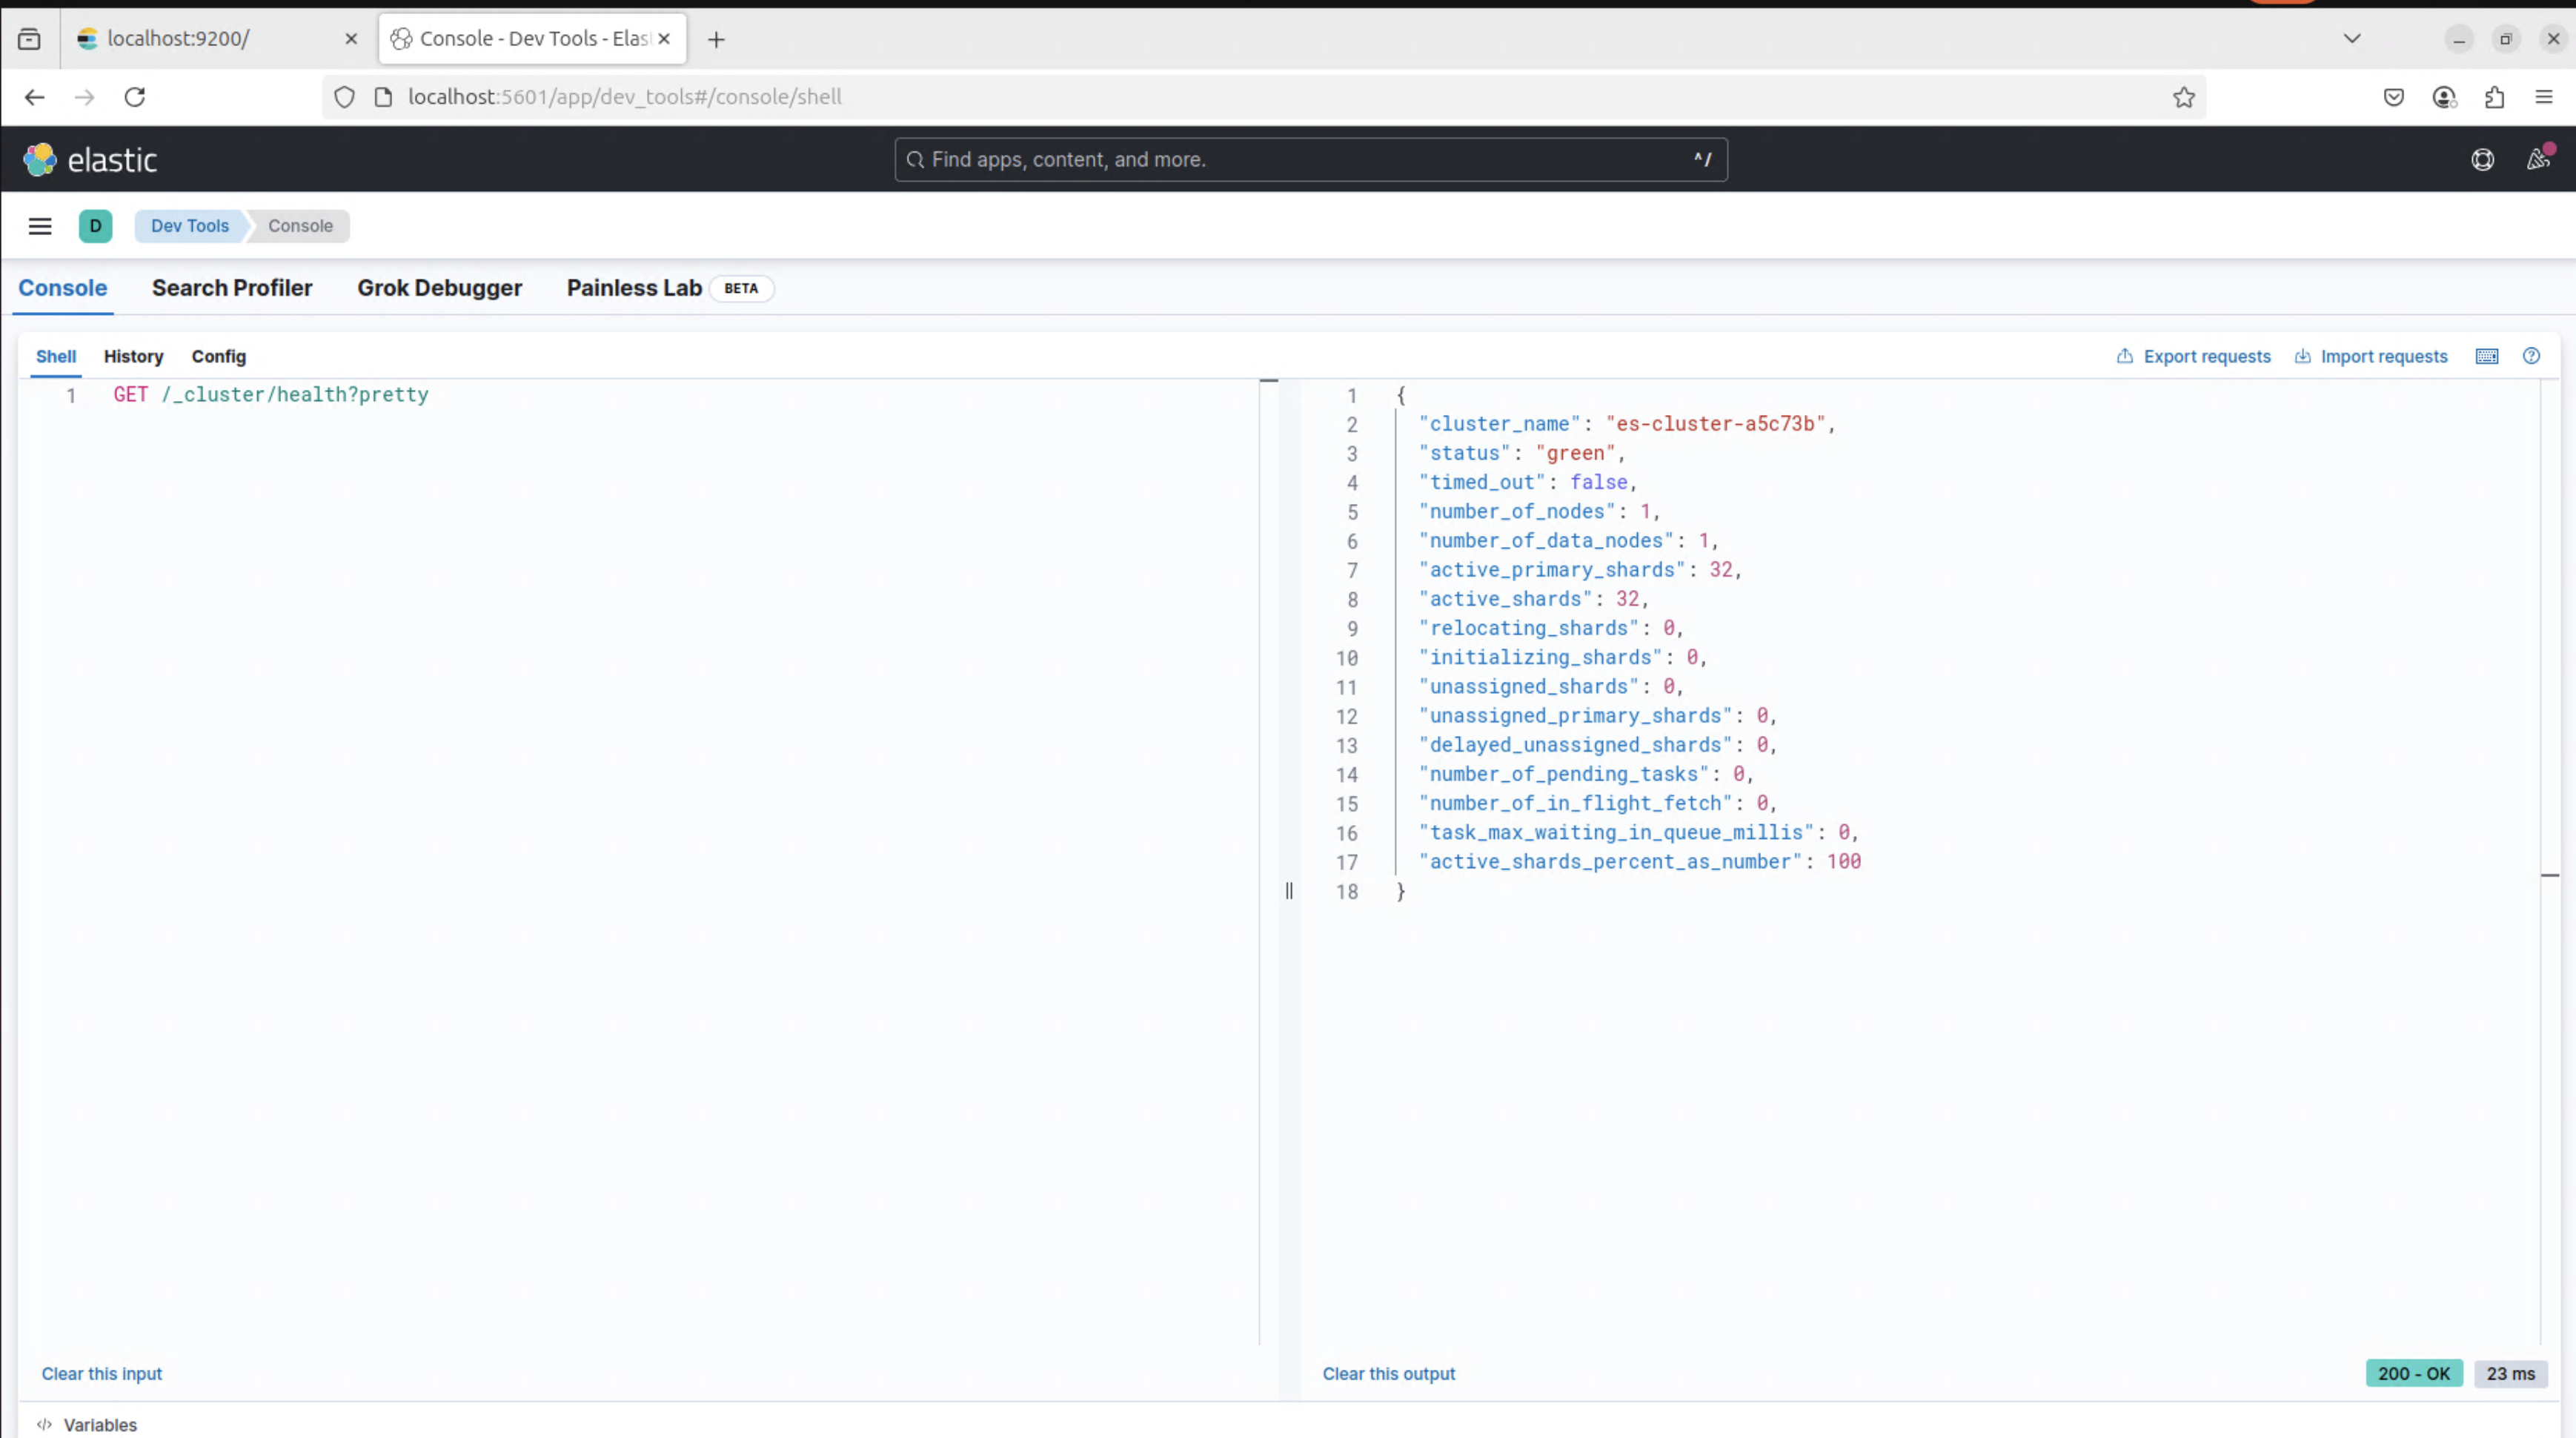 localhost:9200/
Console - Dev Tools - Elas
localhost:5601/app/dev_tools#/console/shell
elastic
Find apps, content, and more.
^/
D
Dev Tools
Console
Console
Search Profiler
Grok Debugger
Painless Lab
BETA
Shell
History
Config
Export requests
Import requests
1 GET /_cluster/health?pretty
1 {
2 "cluster_name": "es-cluster-a5c73b",
3 "status": "green",
4 "timed_out": false,
5 "number_of_nodes": 1,
6 "number_of_data_nodes": 1,
7 "active_primary_shards": 32,
8 "active_shards": 32,
9 "relocating_shards": 0,
10 "initializing_shards": 0,
11 "unassigned_shards": 0,
12 "unassigned_primary_shards": 0,
13 "delayed_unassigned_shards": 0,
14 "number_of_pending_tasks": 0,
15 "number_of_in_flight_fetch": 0,
16 "task_max_waiting_in_queue_millis": 0,
17 "active_shards_percent_as_number": 100
18 }
Clear this input
Clear this output
200 - OK
23 ms
Variables